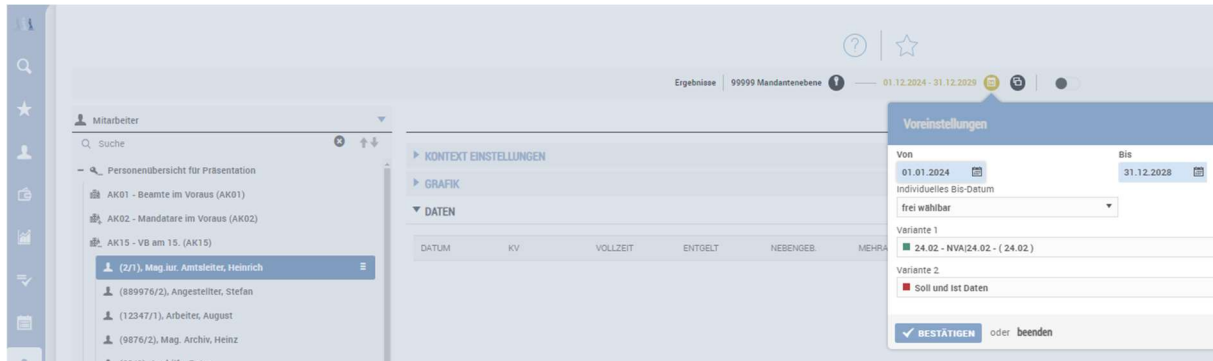 Ergebnisse 99999 Mandantenebene 01.12.2024 - 31.12.2029
Mitarbeiter
Suche
Personenübersicht für Präsentation
AK01 - Beamte im Voraus (AK01)
AK02 - Mandatare im Voraus (AK02)
AK15 - VB am 15. (AK15)
(2/1), Mag.iur. Amtsleiter, Heinrich
(889976/2), Angestellter, Stefan
(12347/1), Arbeiter, August
(9876/2), Mag. Archiv, Heinz
KONTEXT EINSTELLUNGEN
GRAFIK
DATEN
DATUM KV VOLLZEIT ENTGELT NEBENGEB. MEHRA
Voreinstellungen
Von Bis
01.01.2024 31.12.2028
Individuelles Bis-Datum
frei wählbar
Variante 1
24.02 - NVA|24.02 - ( 24.02 )
Variante 2
Soll und Ist Daten
BESTÄTIGEN oder beenden